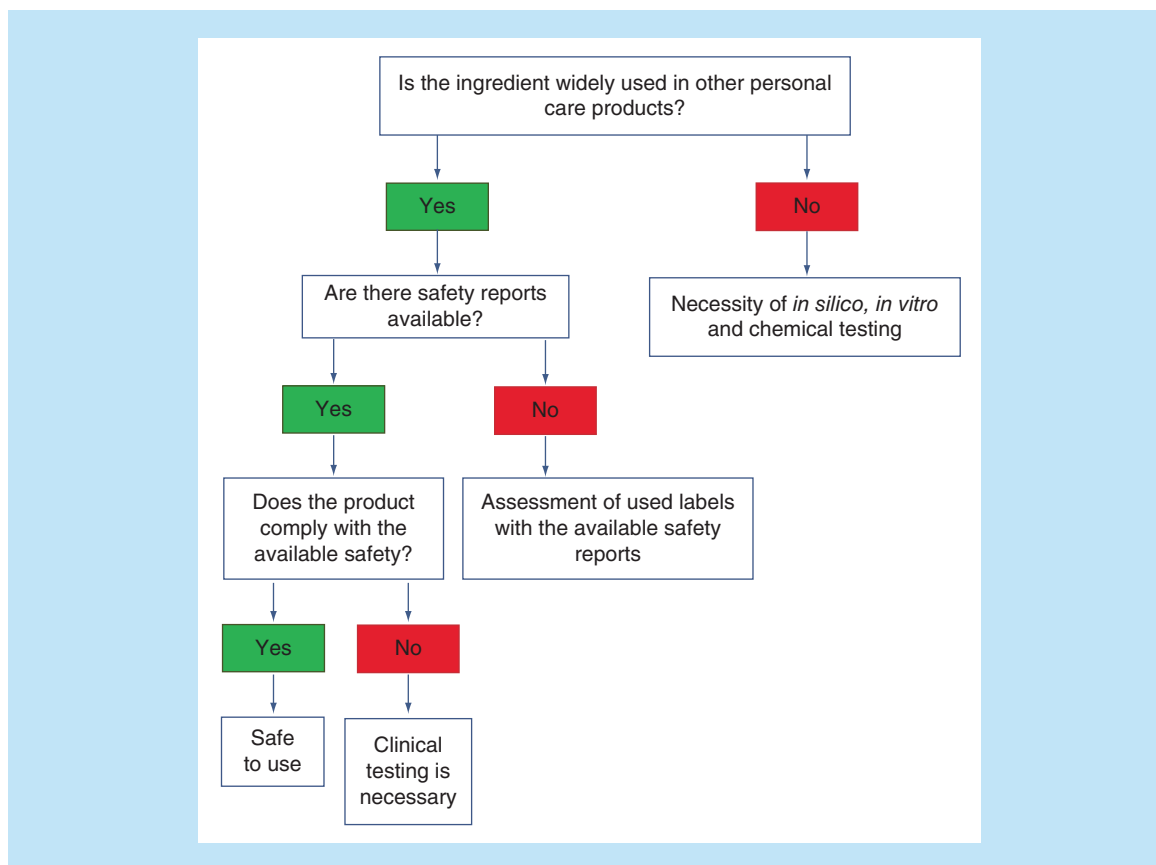 Is the ingredient widely used in other personal
care products?
Yes
No
Are there safety reports
available?
Necessity of in silico, in vitro
and chemical testing
Yes
No
Does the product
comply with the
available safety?
Assessment of used labels
with the available safety
reports
Yes
No
Safe
to use
Clinical
testing is
necessary